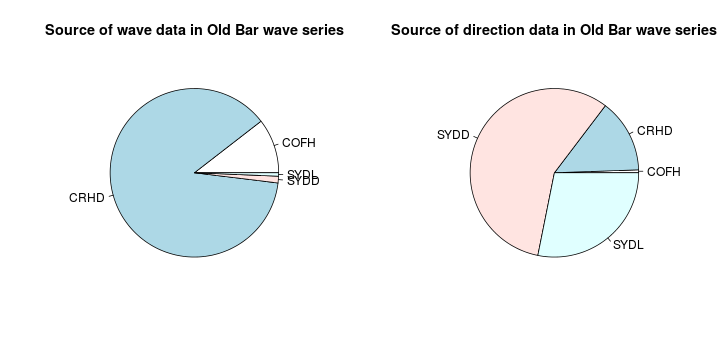 Source of wave data in Old Bar wave series
COFH
CRHD
SYDD
SYDL
Source of direction data in Old Bar wave series
COFH
CRHD
SYDD
SYDL